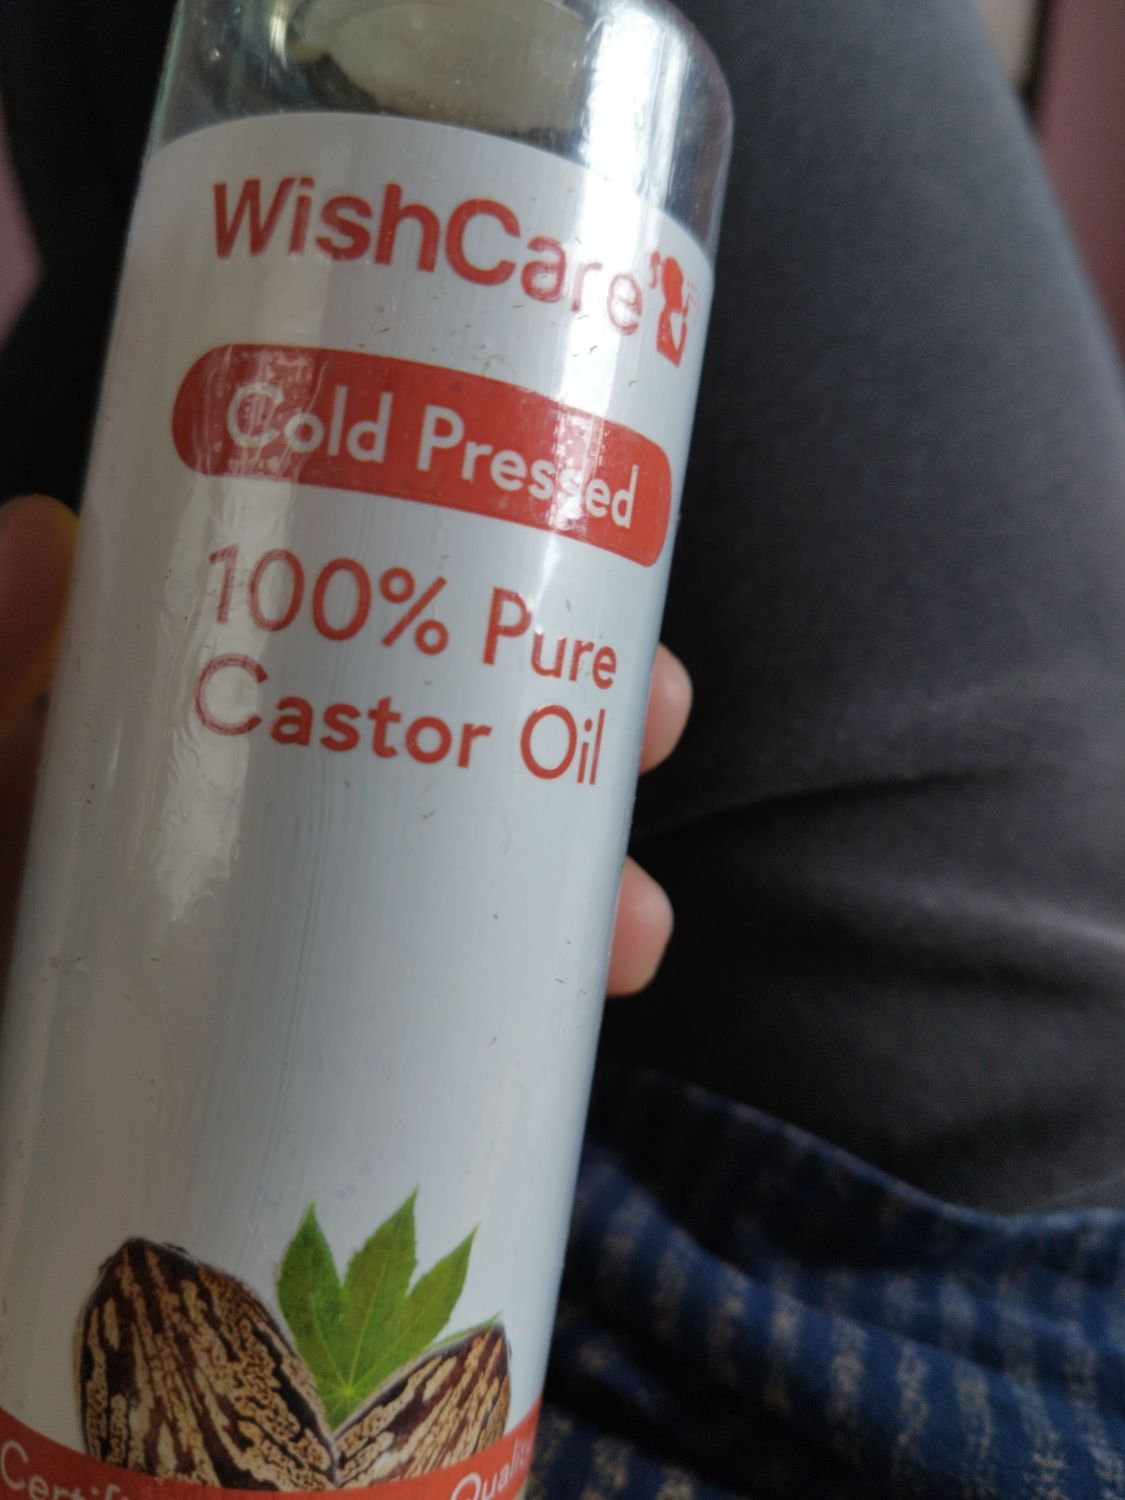 WishCare
Cold Pressed
100% Pure
Castor Oil